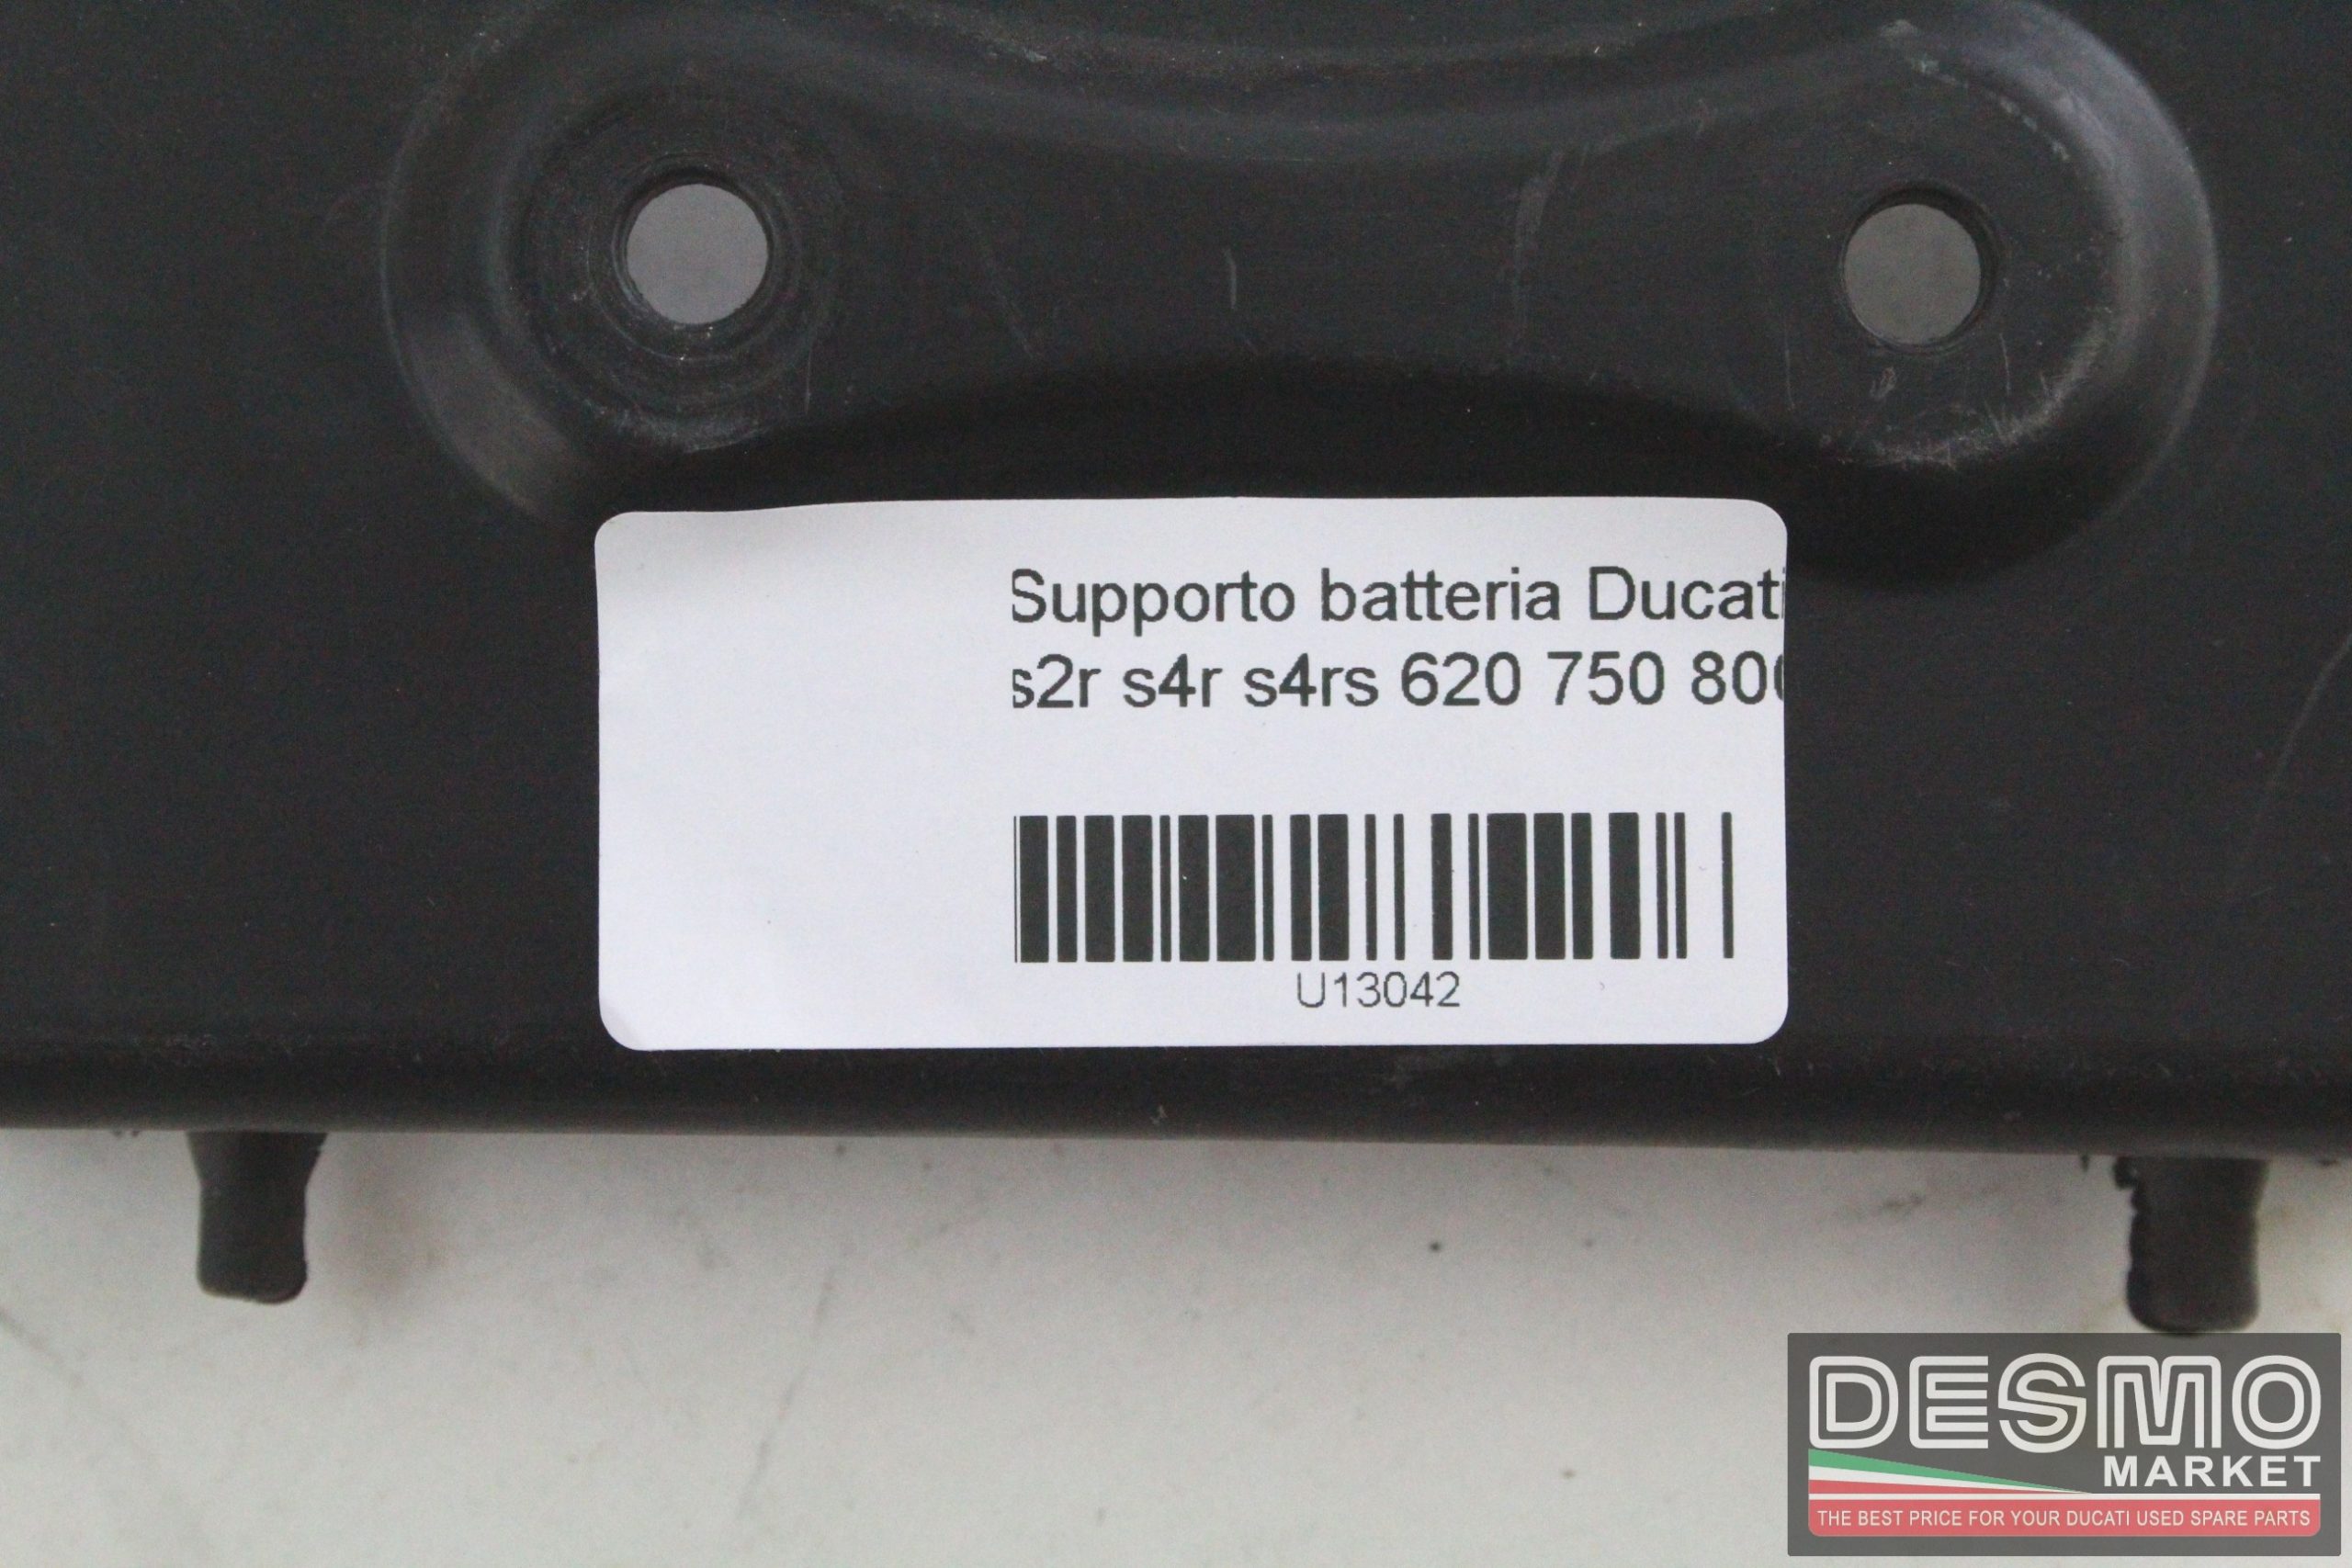 Supporto batteria Ducati
s2r s4r s4rs 620 750 800
U13042
DESMO
MARKET
THE BEST PRICE FOR YOUR DUCATI USED SPARE PARTS